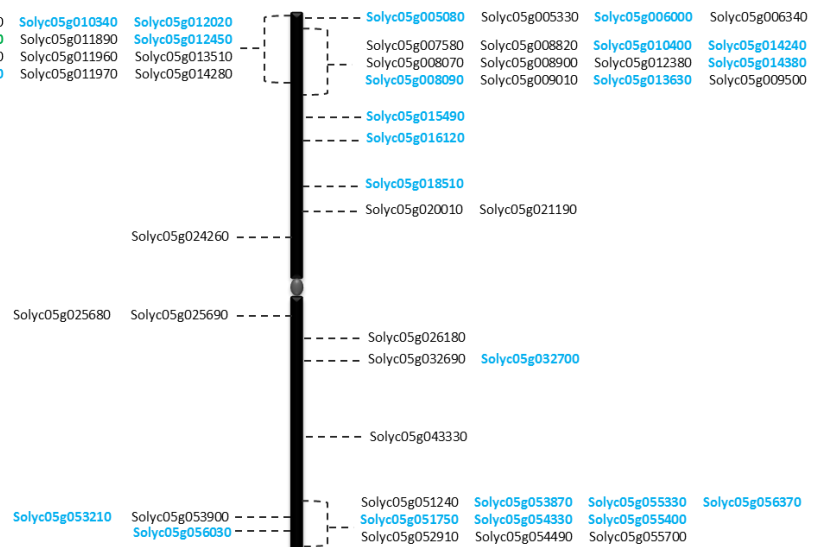 Solyc05g010340 Solyc05g012020 Solyc05g005080 Solyc05g005330 Solyc05g006000 Solyc05g006340
Solyc05g011890 Solyc05g012450 Solyc05g007580 Solyc05g008820 Solyc05g010400 Solyc05g014240
Solyc05g011960 Solyc05g013510 Solyc05g008070 Solyc05g008900 Solyc05g012380 Solyc05g014380
Solyc05g011970 Solyc05g014280 Solyc05g008090 Solyc05g009010 Solyc05g013630 Solyc05g009500
Solyc05g015490
Solyc05g016120
Solyc05g018510
Solyc05g020010 Solyc05g021190
Solyc05g024260
Solyc05g025680 Solyc05g025690
Solyc05g026180
Solyc05g032690 Solyc05g032700
Solyc05g043330
Solyc05g051240 Solyc05g053870 Solyc05g055330 Solyc05g056370
Solyc05g053210 Solyc05g053900 Solyc05g051750 Solyc05g054330 Solyc05g055400
Solyc05g056030 Solyc05g052910 Solyc05g054490 Solyc05g055700